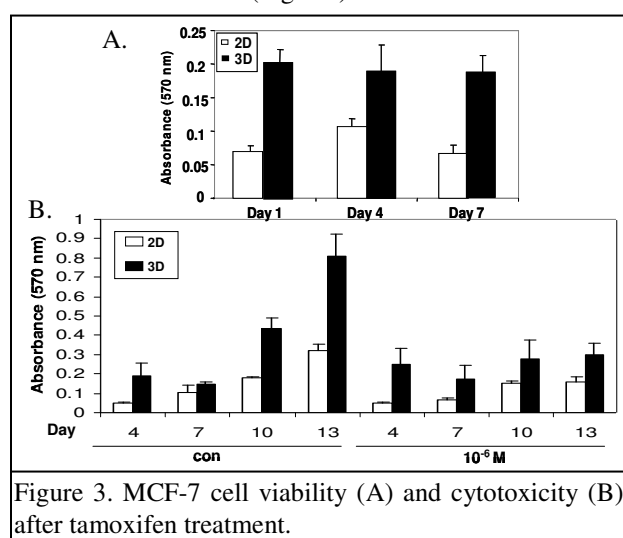 A.
2D
3D
Absorbance (570 nm)
0.25
0.2
0.15
0.1
0.05
0
Day 1 Day 4 Day 7
B.
2D
3D
Absorbance (570 nm)
1
0.9
0.8
0.7
0.6
0.5
0.4
0.3
0.2
0.1
0
Day 4 7 10 13 4 7 10 13
con 10⁻⁶ M
Figure 3. MCF-7 cell viability (A) and cytotoxicity (B)
after tamoxifen treatment.